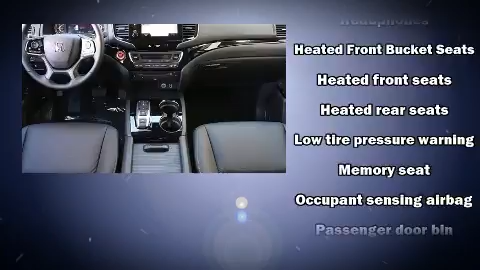 Headphones
Heated Front Bucket Seats
Heated front seats
Heated rear seats
Low tire pressure warning
Memory seat
Occupant sensing airbag
Passenger door bin